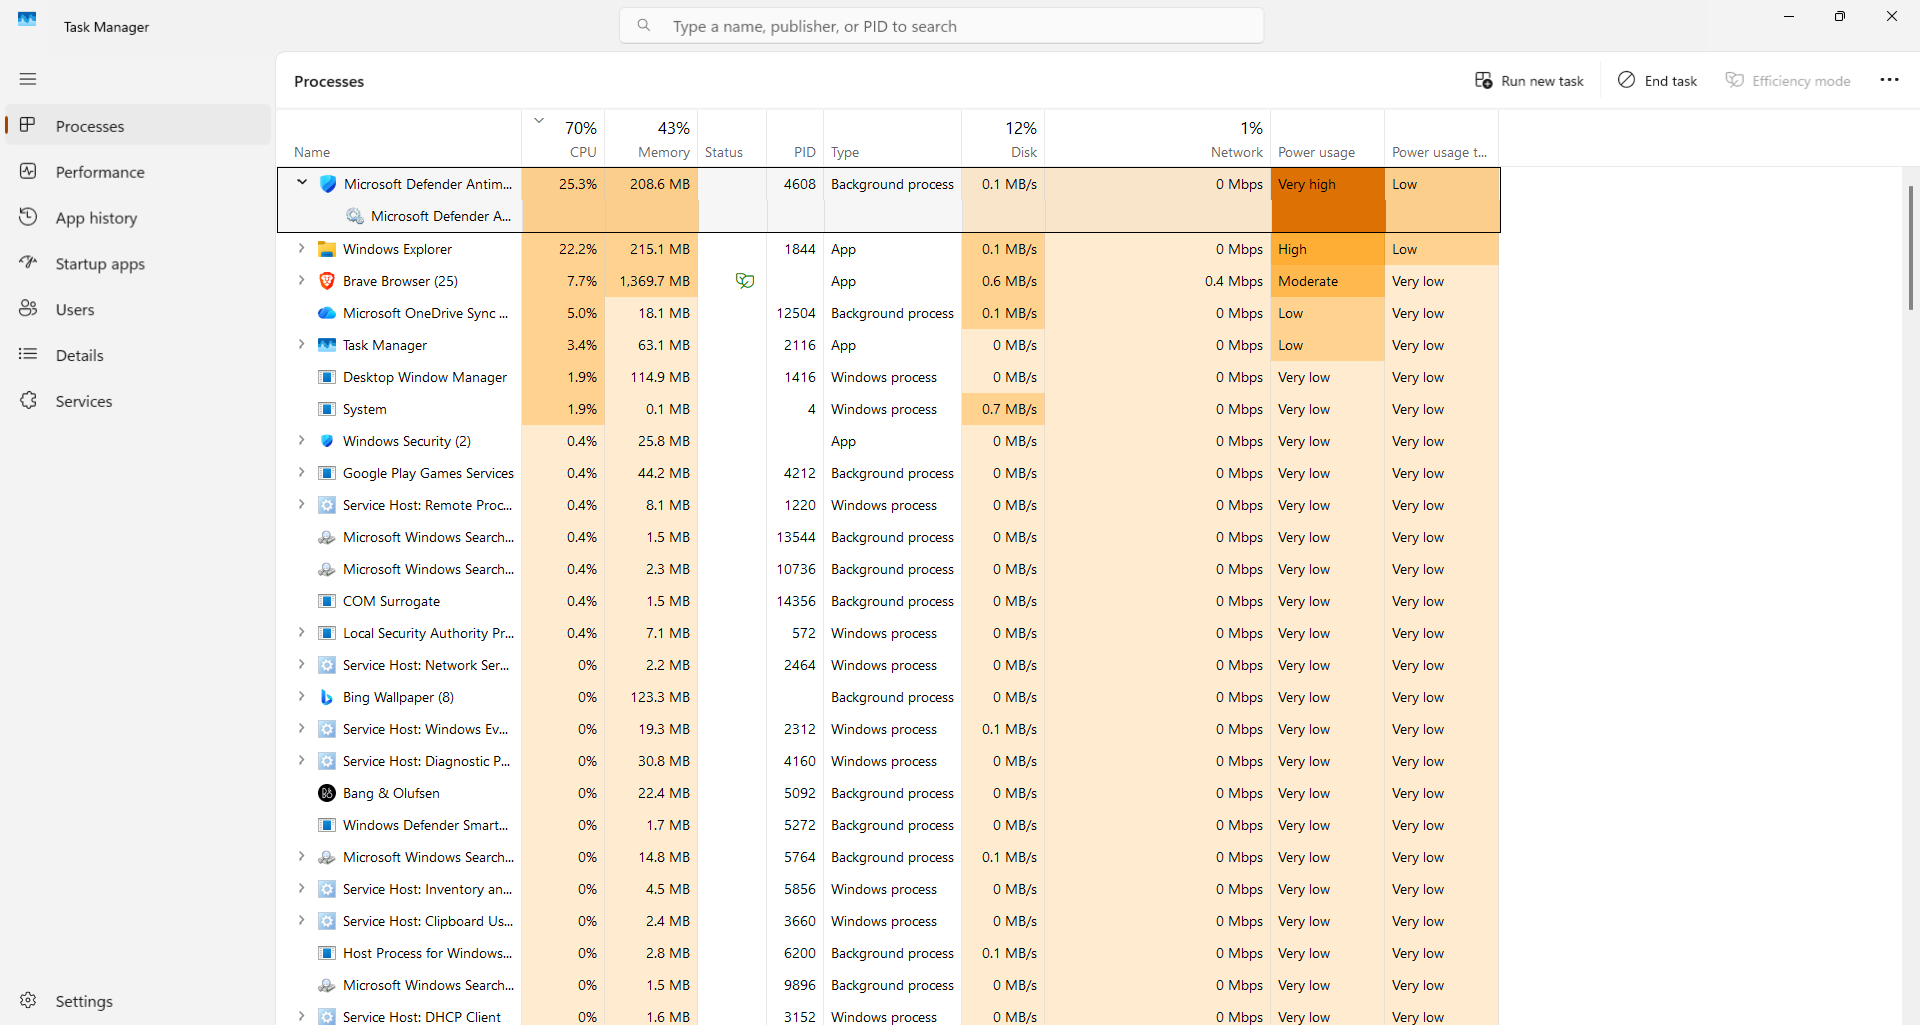 Task Manager
Type a name, publisher, or PID to search
Processes
Performance
App history
Startup apps
Users
Details
Services
Settings
Processes
Run new task
End task
Efficiency mode
70% 43% 12% 1%
Name CPU Memory Status PID Type Disk Network Power usage Power usage t...
Microsoft Defender Antim... 25.3% 208.6 MB 4608 Background process 0.1 MB/s 0 Mbps Very high Low
Microsoft Defender A...
Windows Explorer 22.2% 215.1 MB 1844 App 0.1 MB/s 0 Mbps High Low
Brave Browser (25) 7.7% 1,369.7 MB App 0.6 MB/s 0.4 Mbps Moderate Very low
Microsoft OneDrive Sync ... 5.0% 18.1 MB 12504 Background process 0.1 MB/s 0 Mbps Low Very low
Task Manager 3.4% 63.1 MB 2116 App 0 MB/s 0 Mbps Low Very low
Desktop Window Manager 1.9% 114.9 MB 1416 Windows process 0 MB/s 0 Mbps Very low Very low
System 1.9% 0.1 MB 4 Windows process 0.7 MB/s 0 Mbps Very low Very low
Windows Security (2) 0.4% 25.8 MB App 0 MB/s 0 Mbps Very low Very low
Google Play Games Services 0.4% 44.2 MB 4212 Background process 0 MB/s 0 Mbps Very low Very low
Service Host: Remote Proc... 0.4% 8.1 MB 1220 Windows process 0 MB/s 0 Mbps Very low Very low
Microsoft Windows Search... 0.4% 1.5 MB 13544 Background process 0 MB/s 0 Mbps Very low Very low
Microsoft Windows Search... 0.4% 2.3 MB 10736 Background process 0 MB/s 0 Mbps Very low Very low
COM Surrogate 0.4% 1.5 MB 14356 Background process 0 MB/s 0 Mbps Very low Very low
Local Security Authority Pr... 0.4% 7.1 MB 572 Windows process 0 MB/s 0 Mbps Very low Very low
Service Host: Network Ser... 0% 2.2 MB 2464 Windows process 0 MB/s 0 Mbps Very low Very low
Bing Wallpaper (8) 0% 123.3 MB Background process 0 MB/s 0 Mbps Very low Very low
Service Host: Windows Ev... 0% 19.3 MB 2312 Windows process 0.1 MB/s 0 Mbps Very low Very low
Service Host: Diagnostic P... 0% 30.8 MB 4160 Windows process 0 MB/s 0 Mbps Very low Very low
Bang & Olufsen 0% 22.4 MB 5092 Background process 0 MB/s 0 Mbps Very low Very low
Windows Defender Smart... 0% 1.7 MB 5272 Background process 0 MB/s 0 Mbps Very low Very low
Microsoft Windows Search... 0% 14.8 MB 5764 Background process 0.1 MB/s 0 Mbps Very low Very low
Service Host: Inventory an... 0% 4.5 MB 5856 Windows process 0 MB/s 0 Mbps Very low Very low
Service Host: Clipboard Us... 0% 2.4 MB 3660 Windows process 0 MB/s 0 Mbps Very low Very low
Host Process for Windows... 0% 2.8 MB 6200 Background process 0.1 MB/s 0 Mbps Very low Very low
Microsoft Windows Search... 0% 1.5 MB 9896 Background process 0 MB/s 0 Mbps Very low Very low
Service Host: DHCP Client 0% 1.6 MB 3152 Windows process 0 MB/s 0 Mbps Very low Very low